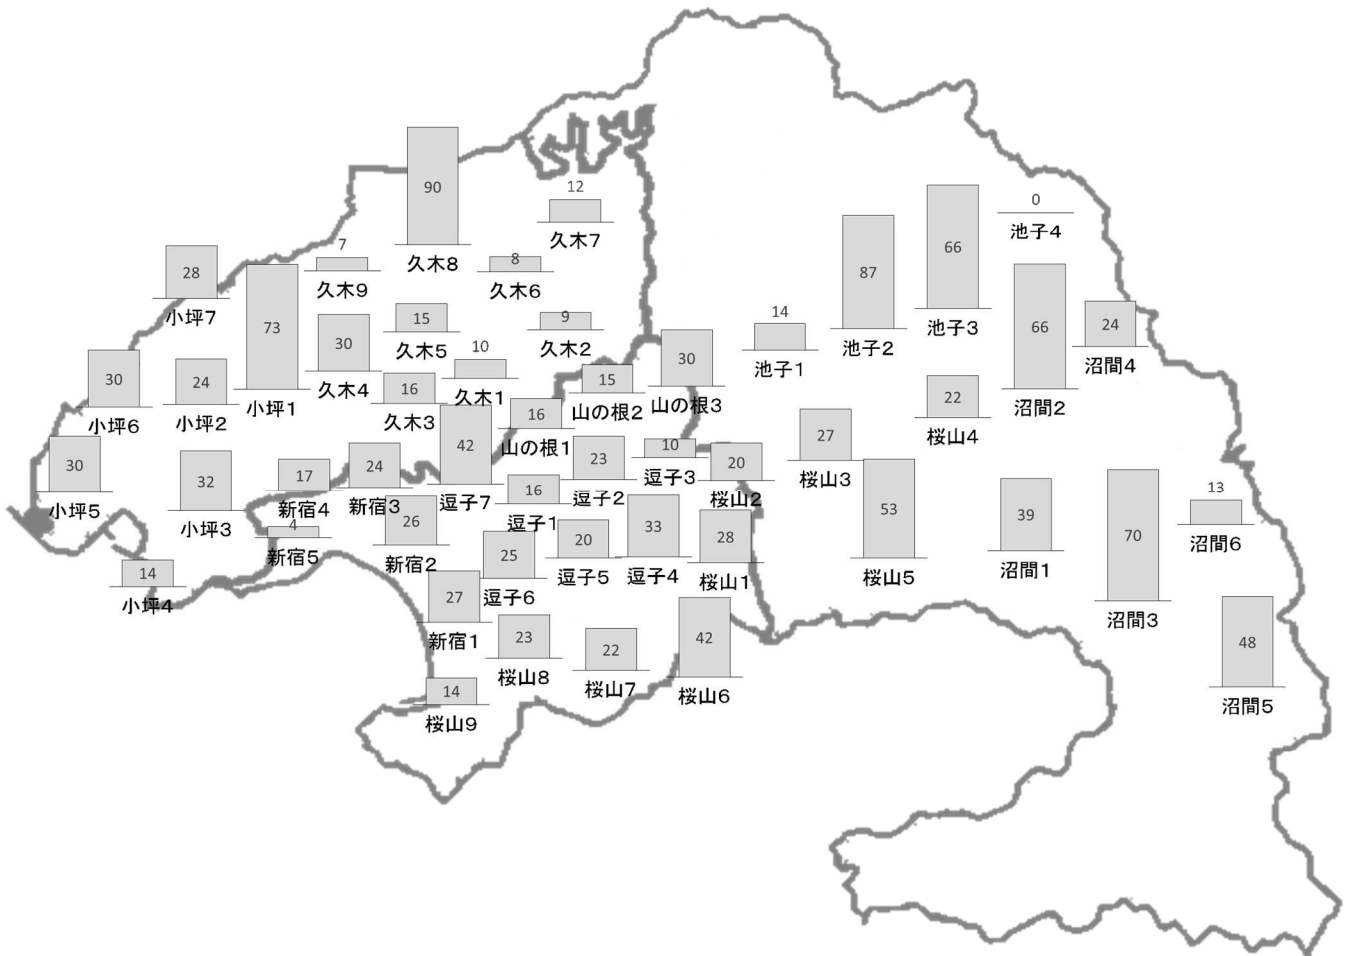 90
久木8
12
久木7
7
久木9
8
久木6
0
池子4
66
池子3
87
池子2
28
小坪7
73
小坪1
30
久木4
15
久木5
9
久木2
10
久木1
16
久木3
14
池子1
66
沼間2
24
沼間4
30
小坪6
24
小坪2
15
山の根2
30
山の根3
16
山の根1
22
桜山4
27
桜山3
30
小坪5
32
小坪3
17
新宿4
24
新宿3
42
逗子7
23
逗子2
10
逗子3
20
桜山2
16
逗子1
4
新宿5
26
新宿2
25
逗子6
20
逗子5
33
逗子4
28
桜山1
53
桜山5
39
沼間1
70
沼間3
13
沼間6
14
小坪4
27
新宿1
23
桜山8
22
桜山7
42
桜山6
48
沼間5
14
桜山9